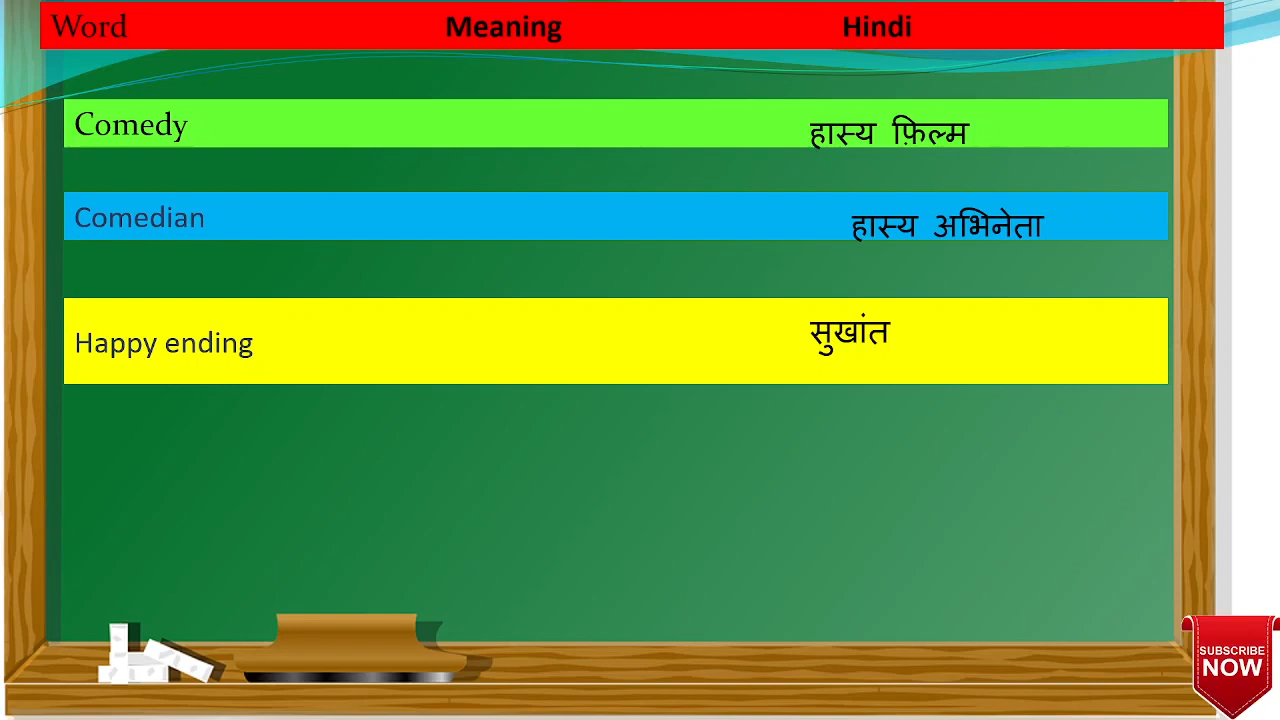 Word Meaning Hindi
Comedy हास्य फ़िल्म
Comedian हास्य अभिनेता
Happy ending सुखांत
SUBSCRIBE
NOW